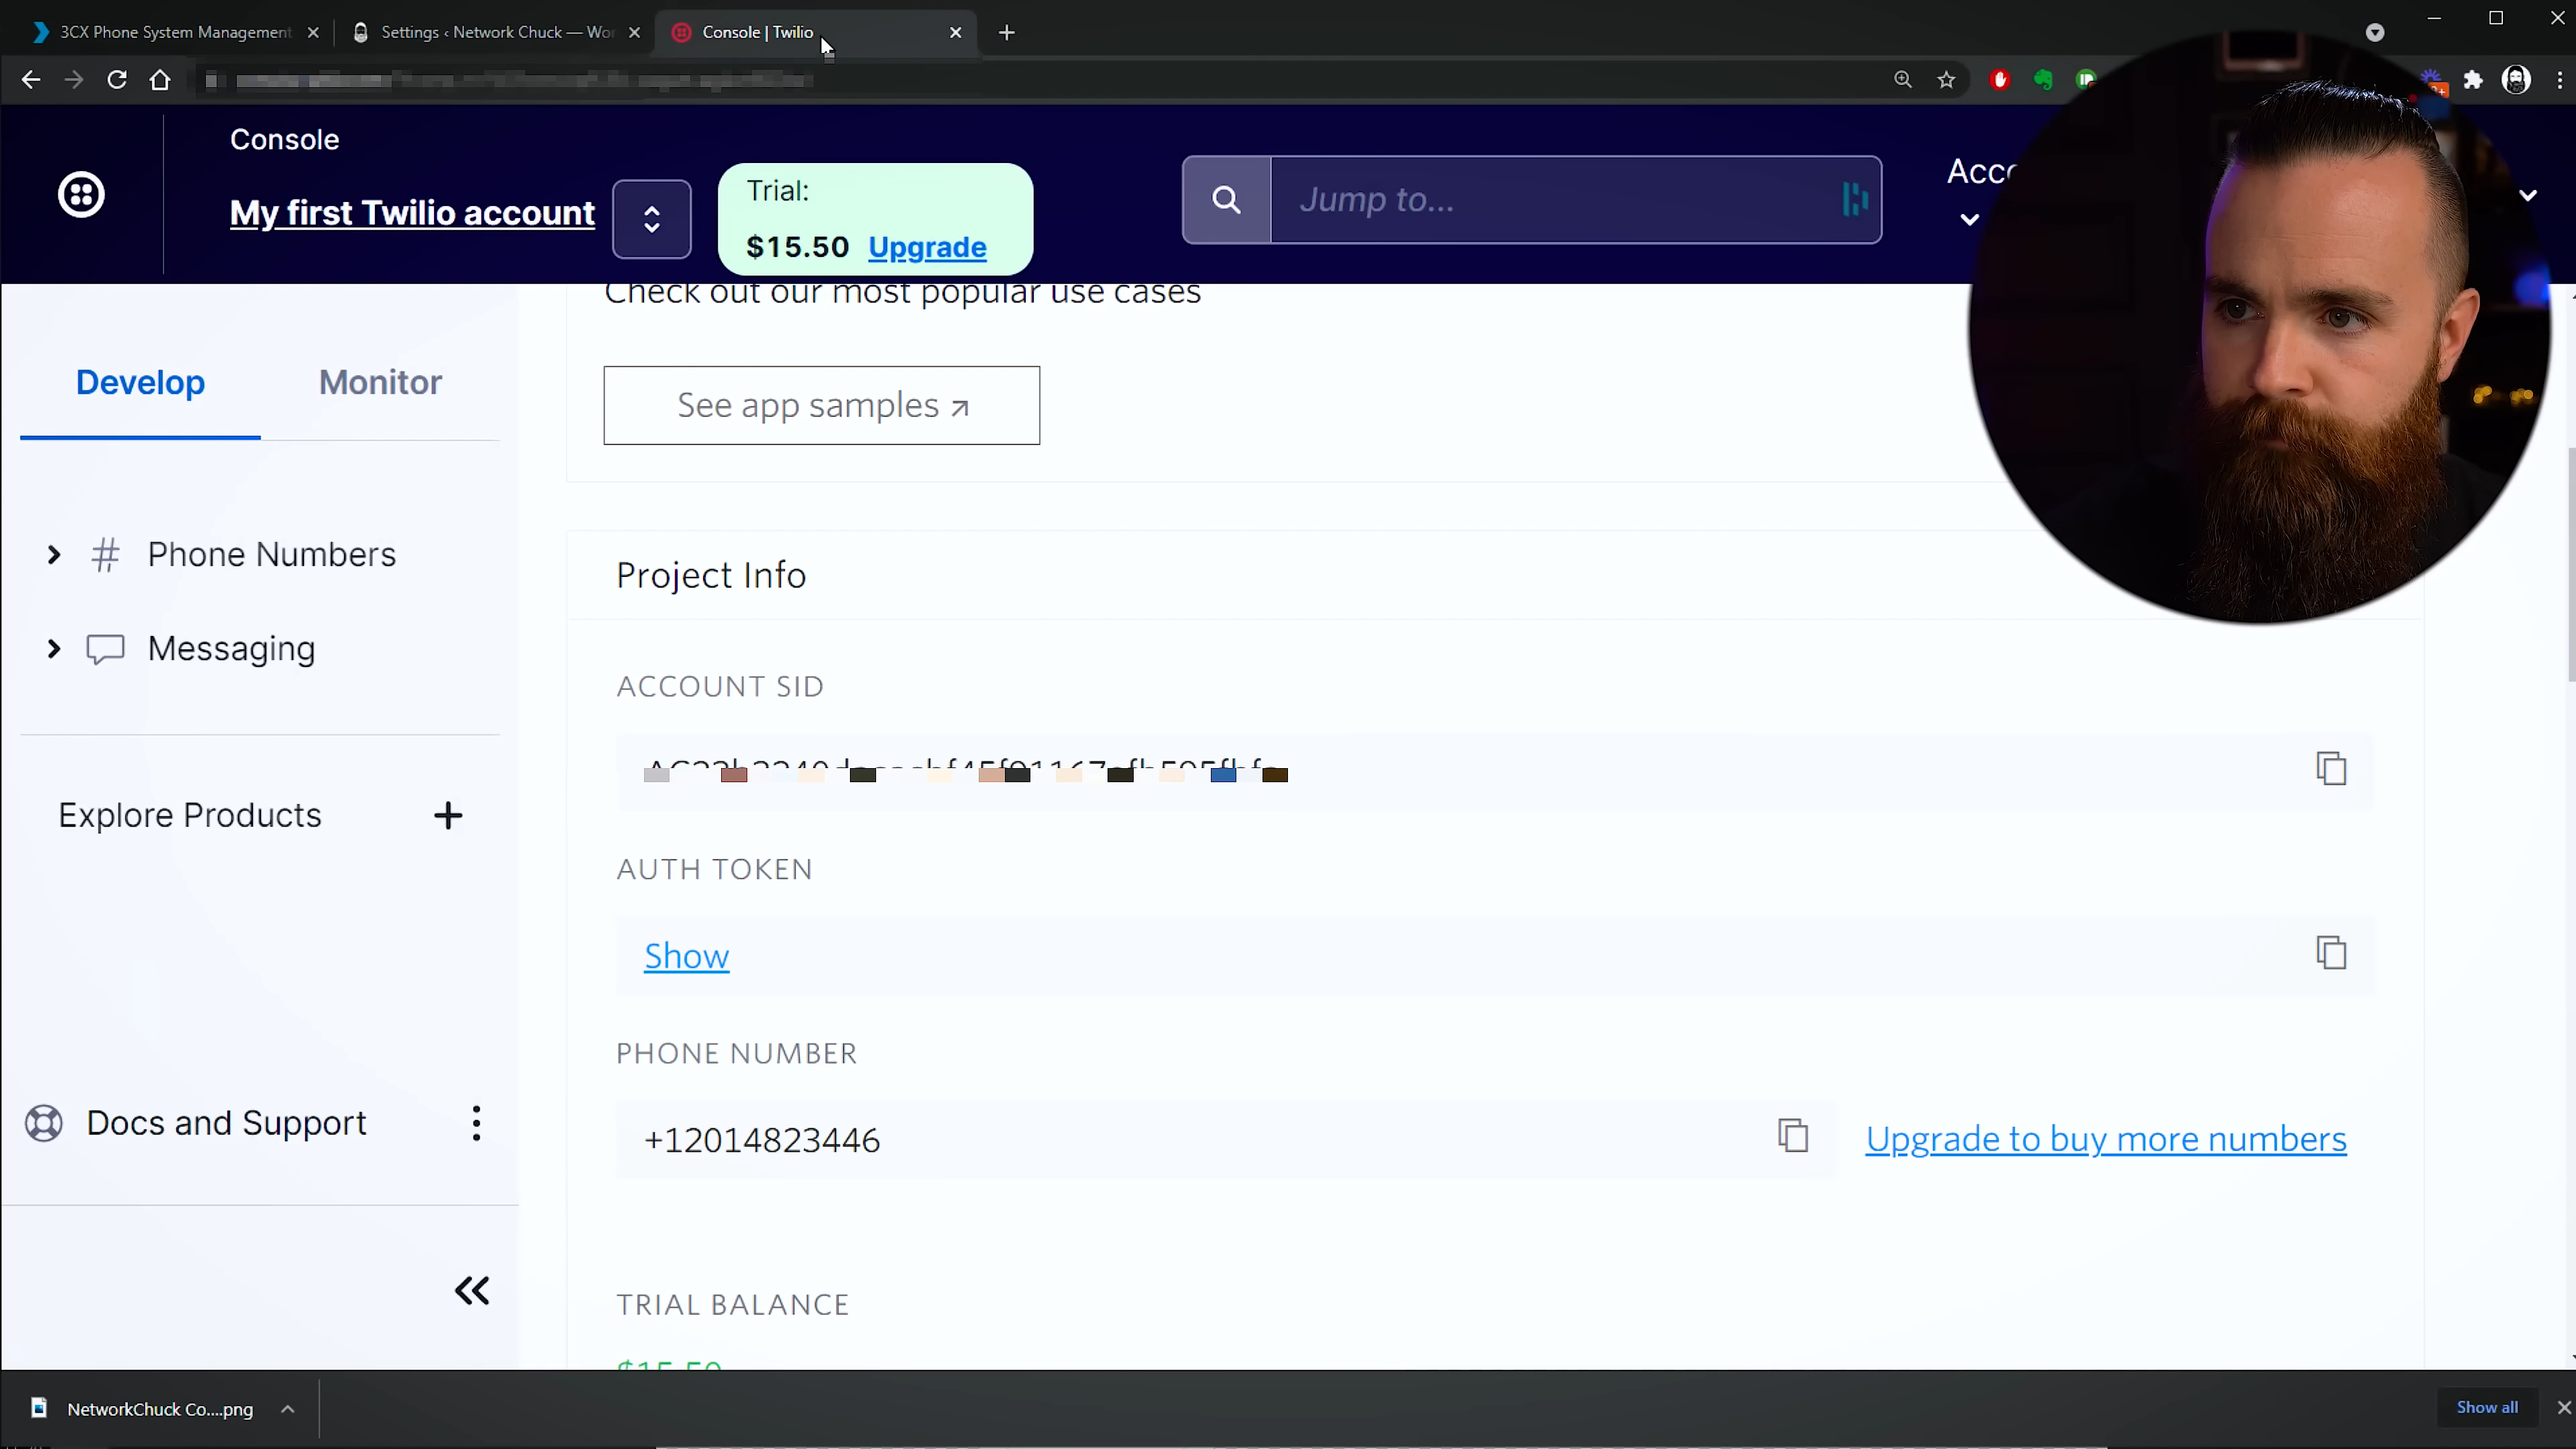 3CX Phone System Management
Settings ‹ Network Chuck — Wor
Console | Twilio
Console
My first Twilio account
Trial:
$15.50 Upgrade
Jump to...
Check out our most popular use cases
See app samples
Develop
Monitor
Phone Numbers
Messaging
Explore Products
Docs and Support
Project Info
ACCOUNT SID
AUTH TOKEN
Show
PHONE NUMBER
+12014823446
Upgrade to buy more numbers
TRIAL BALANCE
$15.50
NetworkChuck Co....png
Show all